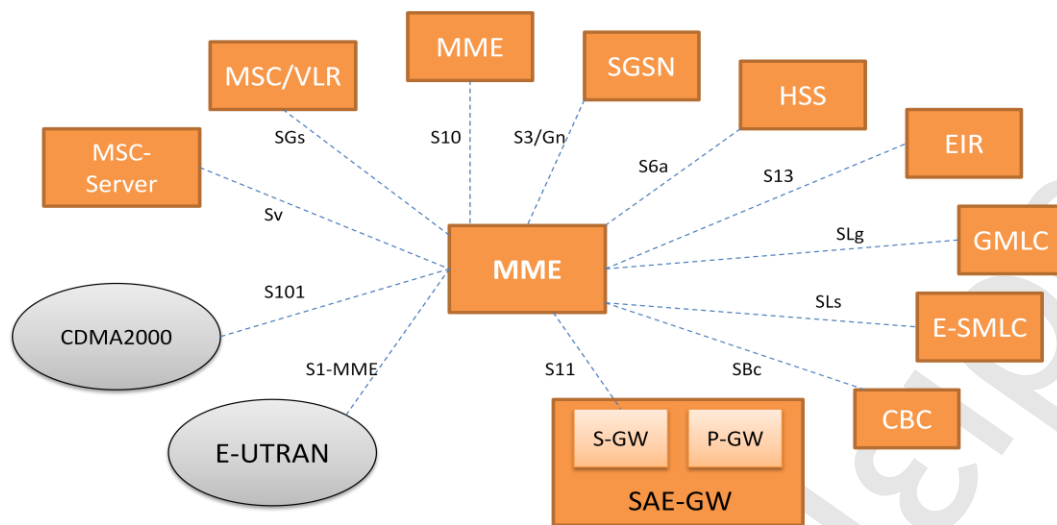 MME
SGSN
MSC/VLR
HSS
EIR
MSC-
Server
SGs
S10
S3/Gn
S6a
S13
Sv
SLg
GMLC
MME
S101
SLs
E-SMLC
CDMA2000
S1-MME
S11
SBc
CBC
S-GW
P-GW
E-UTRAN
SAE-GW